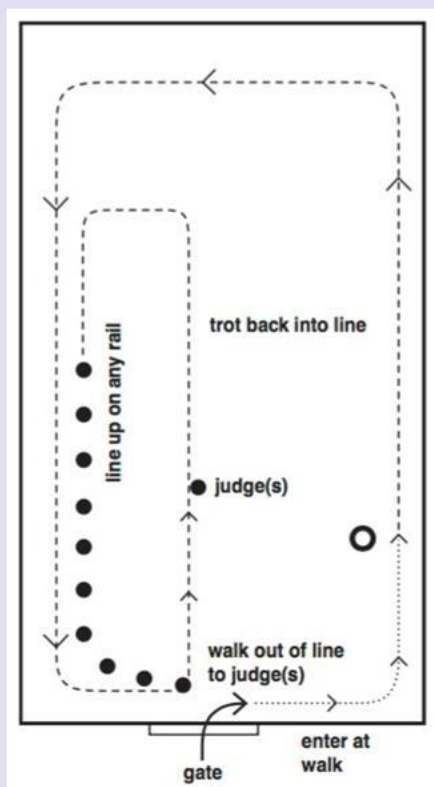 trot back into line
line up on any rail
judge(s)
walk out of line
to judge(s)
enter at
walk
gate